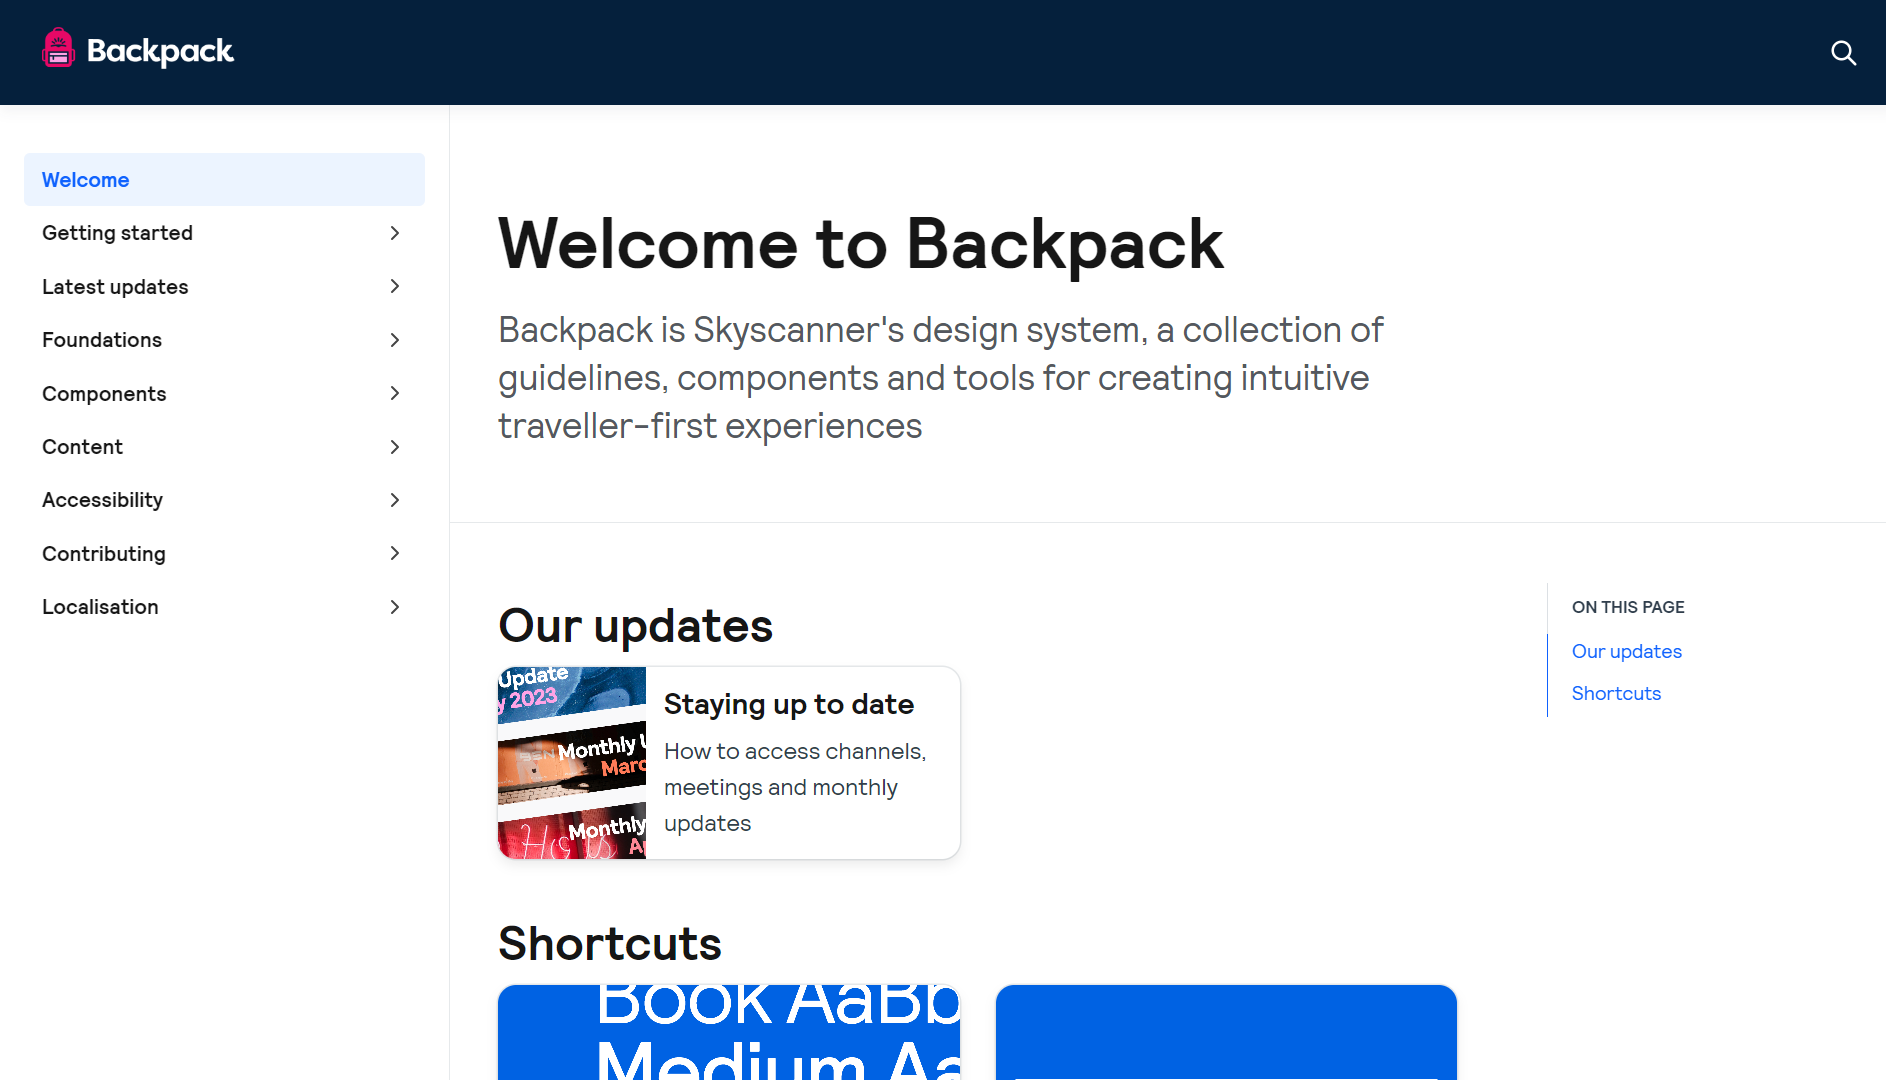 Backpack
Welcome
Getting started
Latest updates
Foundations
Components
Content
Accessibility
Contributing
Localisation
Welcome to Backpack
Backpack is Skyscanner's design system, a collection of
guidelines, components and tools for creating intuitive
traveller-first experiences
Our updates
Update
y 2023
Monthly U
Marc
Monthly
Ap
Staying up to date
How to access channels,
meetings and monthly
updates
Shortcuts
Book AaBb
Medium Aa
ON THIS PAGE
Our updates
Shortcuts